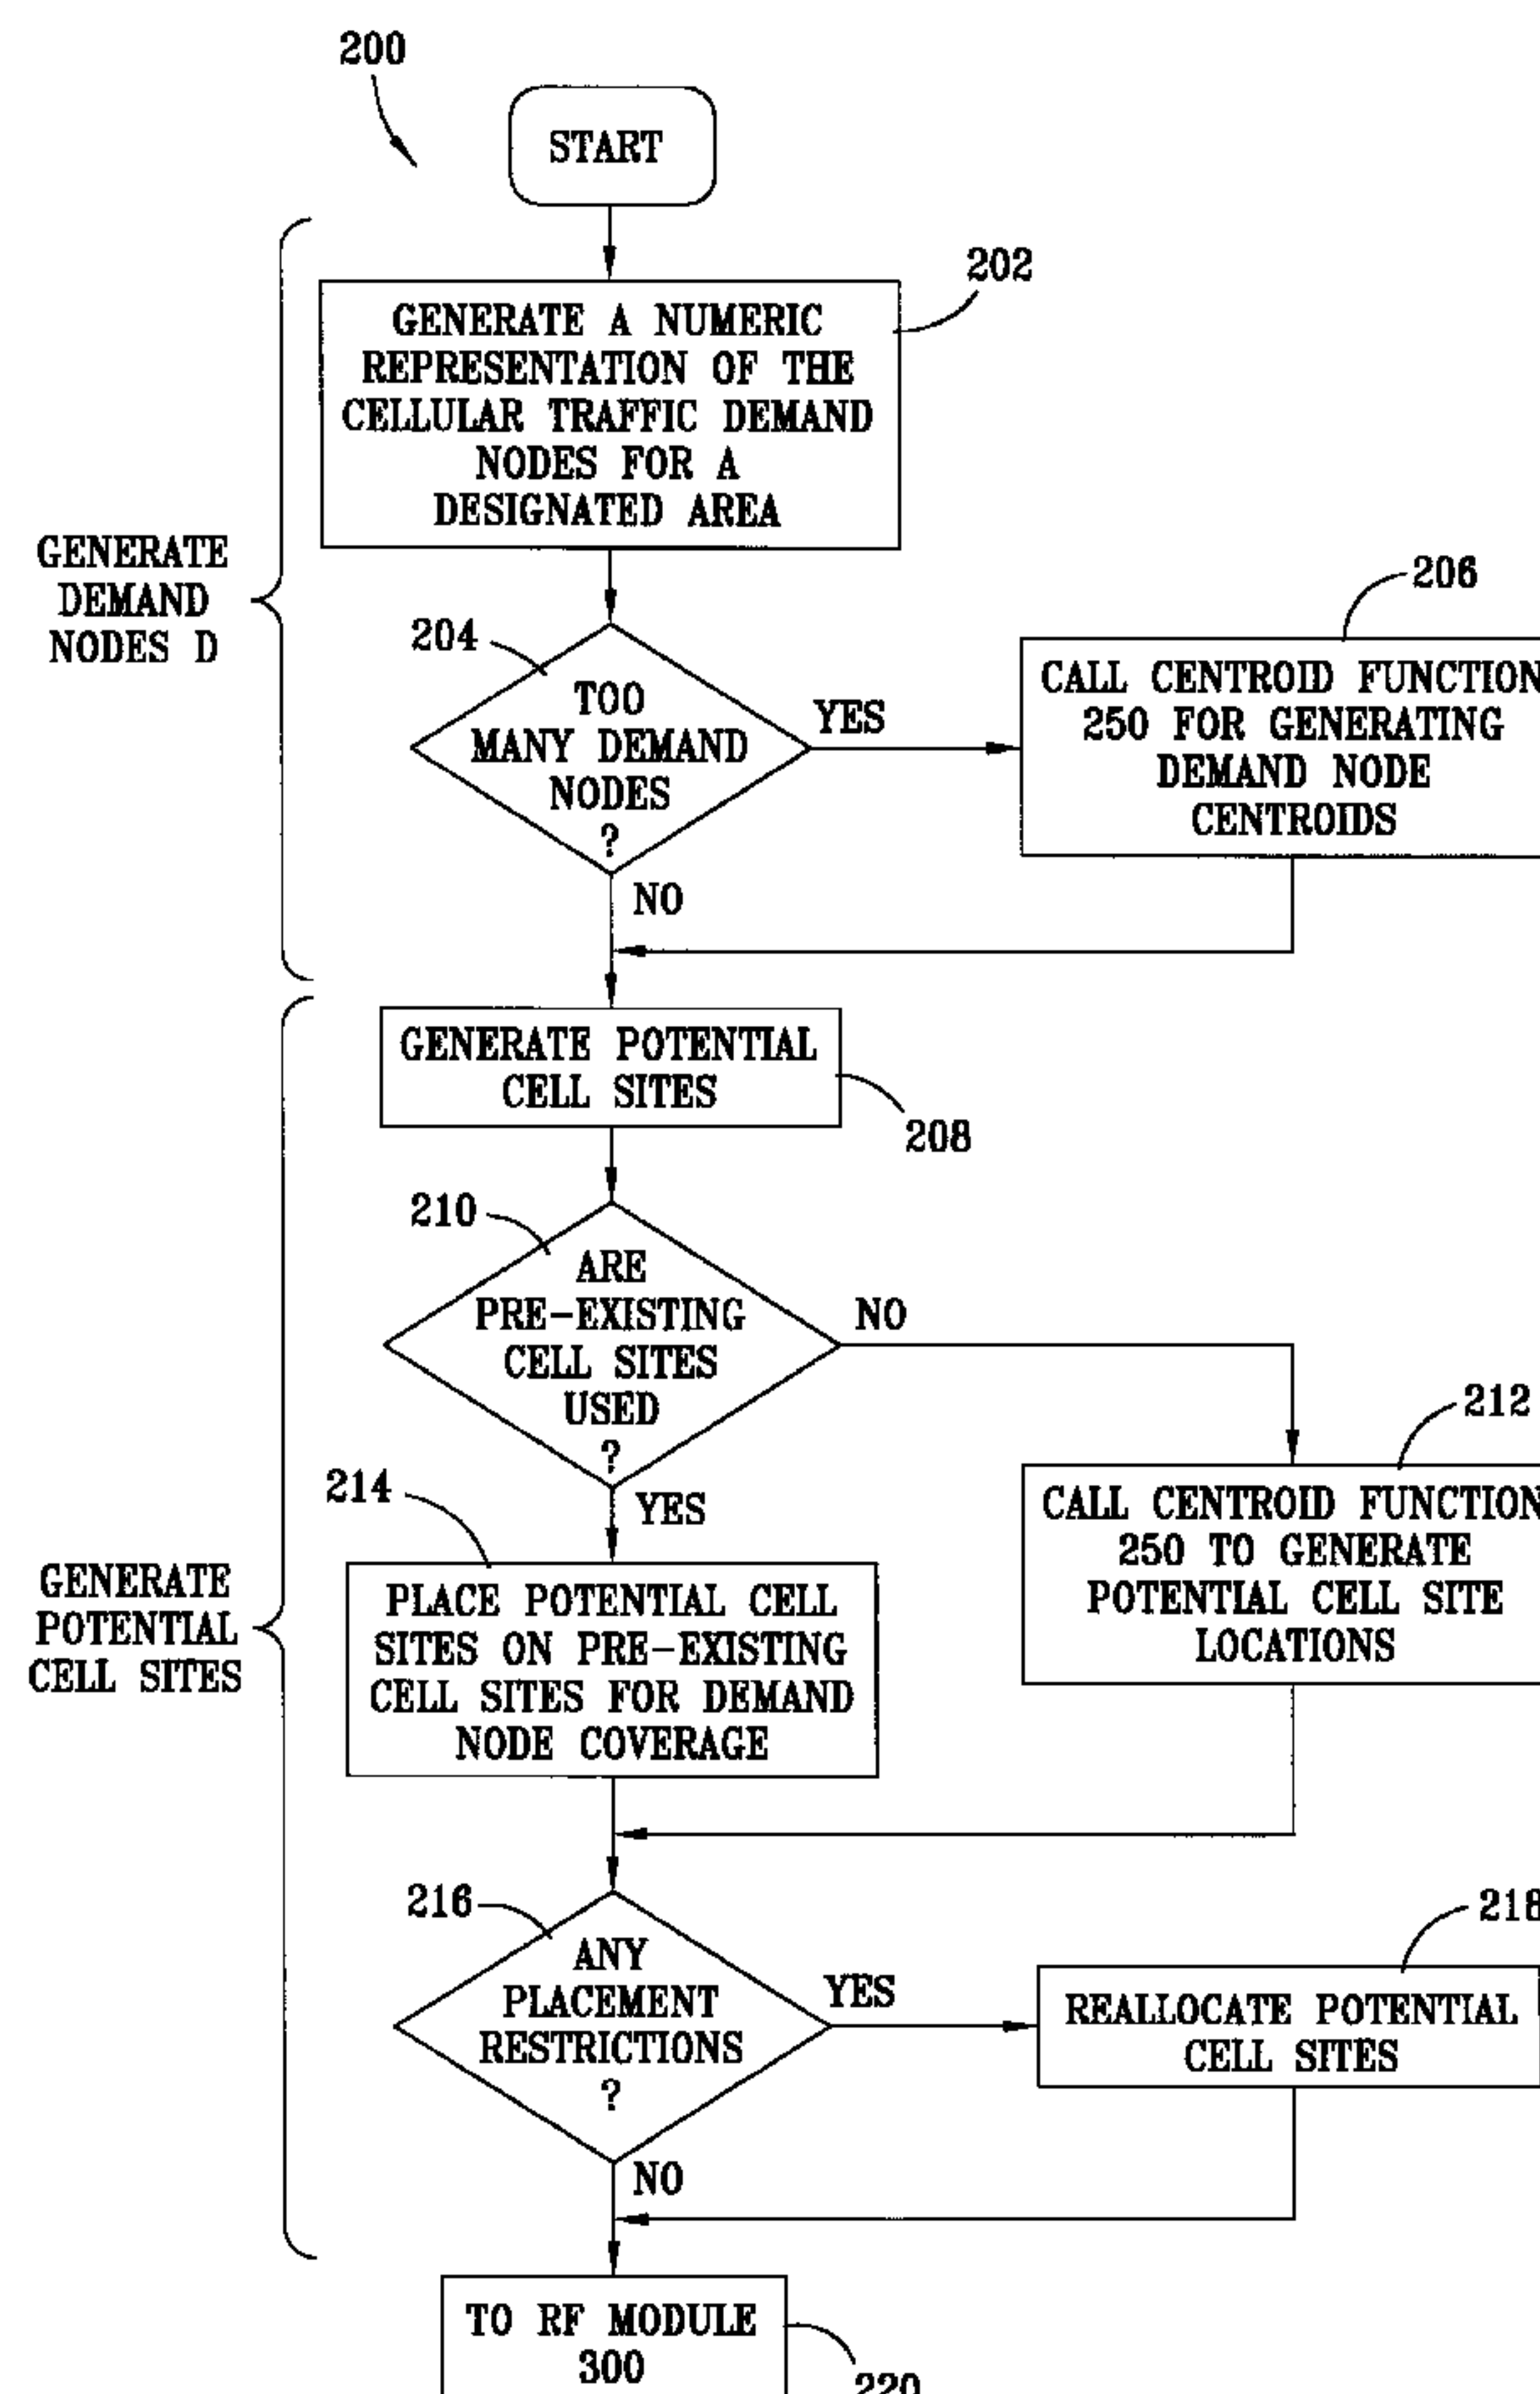 200
START
202
GENERATE A NUMERIC
REPRESENTATION OF THE
CELLULAR TRAFFIC DEMAND
NODES FOR A
DESIGNATED AREA
GENERATE
DEMAND
NODES D
204
TOO
MANY DEMAND
NODES
?
YES
206
CALL CENTROID FUNCTION
250 FOR GENERATING
DEMAND NODE
CENTROIDS
NO
GENERATE POTENTIAL
CELL SITES
208
210
ARE
PRE-EXISTING
CELL SITES
USED
?
NO
212
CALL CENTROID FUNCTION
250 TO GENERATE
POTENTIAL CELL SITE
LOCATIONS
YES
214
PLACE POTENTIAL CELL
SITES ON PRE-EXISTING
CELL SITES FOR DEMAND
NODE COVERAGE
GENERATE
POTENTIAL
CELL SITES
216
ANY
PLACEMENT
RESTRICTIONS
?
YES
218
REALLOCATE POTENTIAL
CELL SITES
NO
TO RF MODULE
300
220